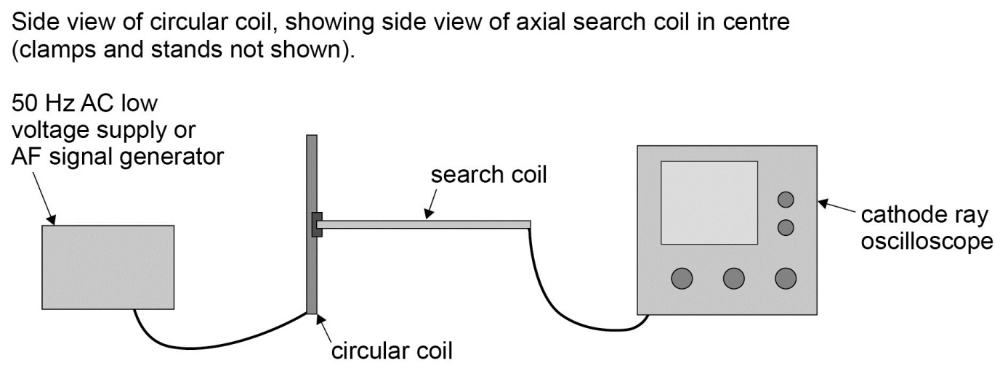 Side view of circular coil, showing side view of axial search coil in centre
(clamps and stands not shown).
50 Hz AC low
voltage supply or
AF signal generator
search coil
cathode ray
oscilloscope
circular coil